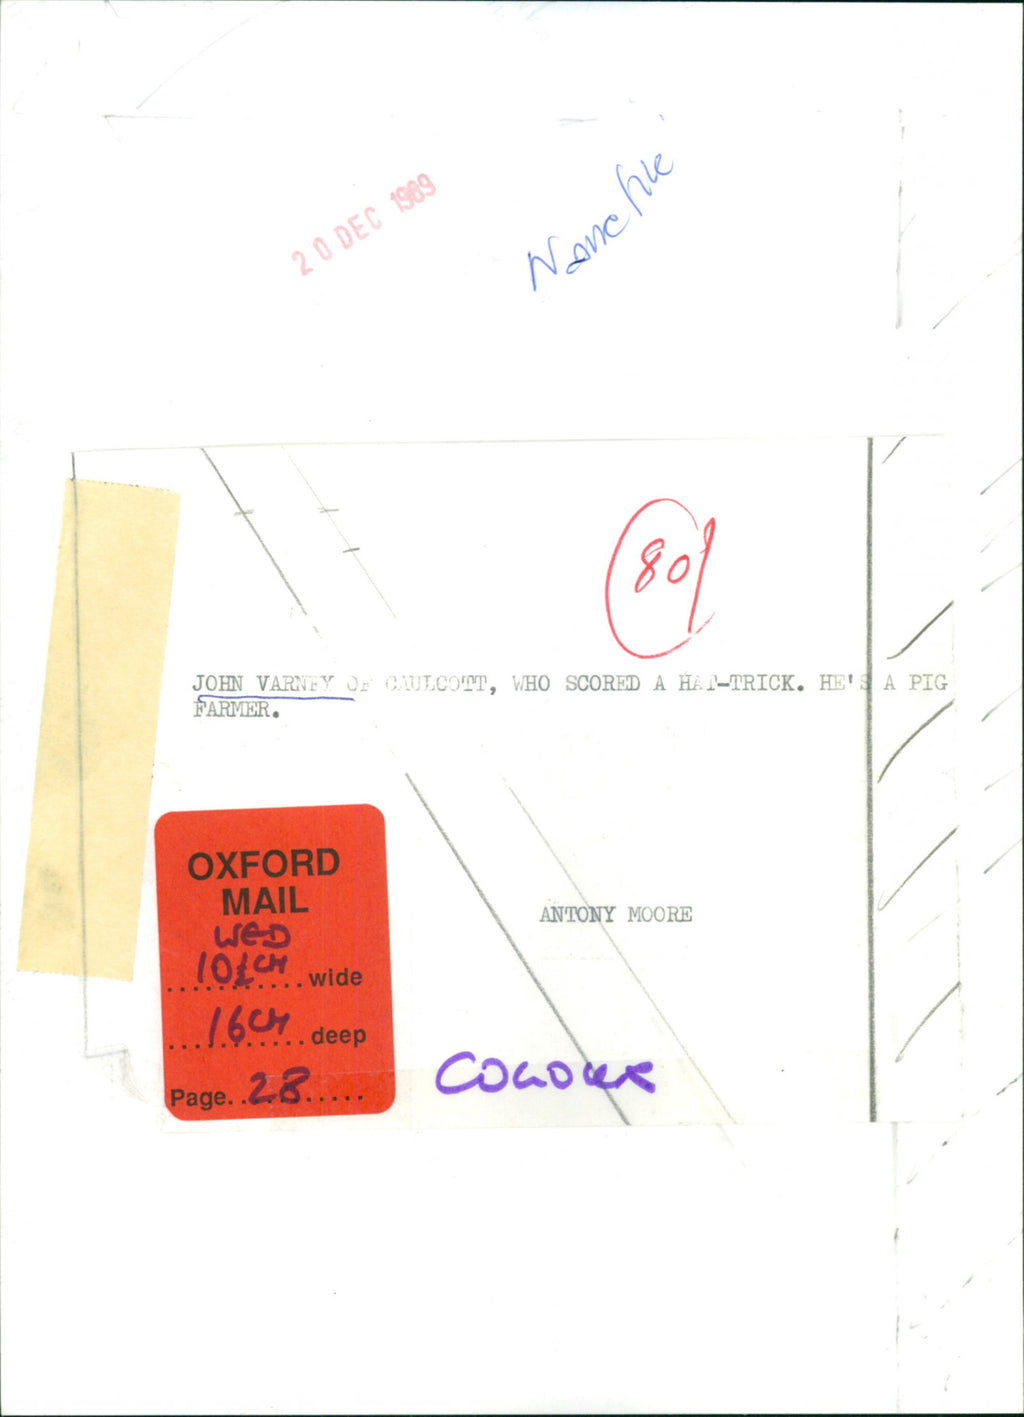 20 DEC 1989
Name file
80%
JOHN VARNEY OF CAULCOTT, WHO SCORED A HAT-TRICK. HE'S A PIG
FARMER.
OXFORD
MAIL
WED
10½cm wide
16cm deep
Page 28
ANTONY MOORE
COLOUR